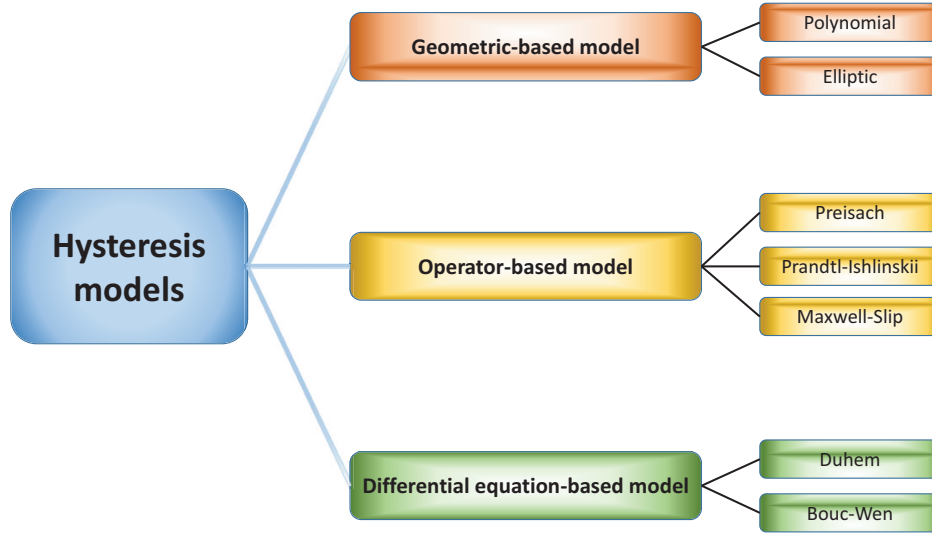 Hysteresis
models
Geometric-based model
Polynomial
Elliptic
Operator-based model
Preisach
Prandtl-Ishlinskii
Maxwell-Slip
Differential equation-based model
Duhem
Bouc-Wen